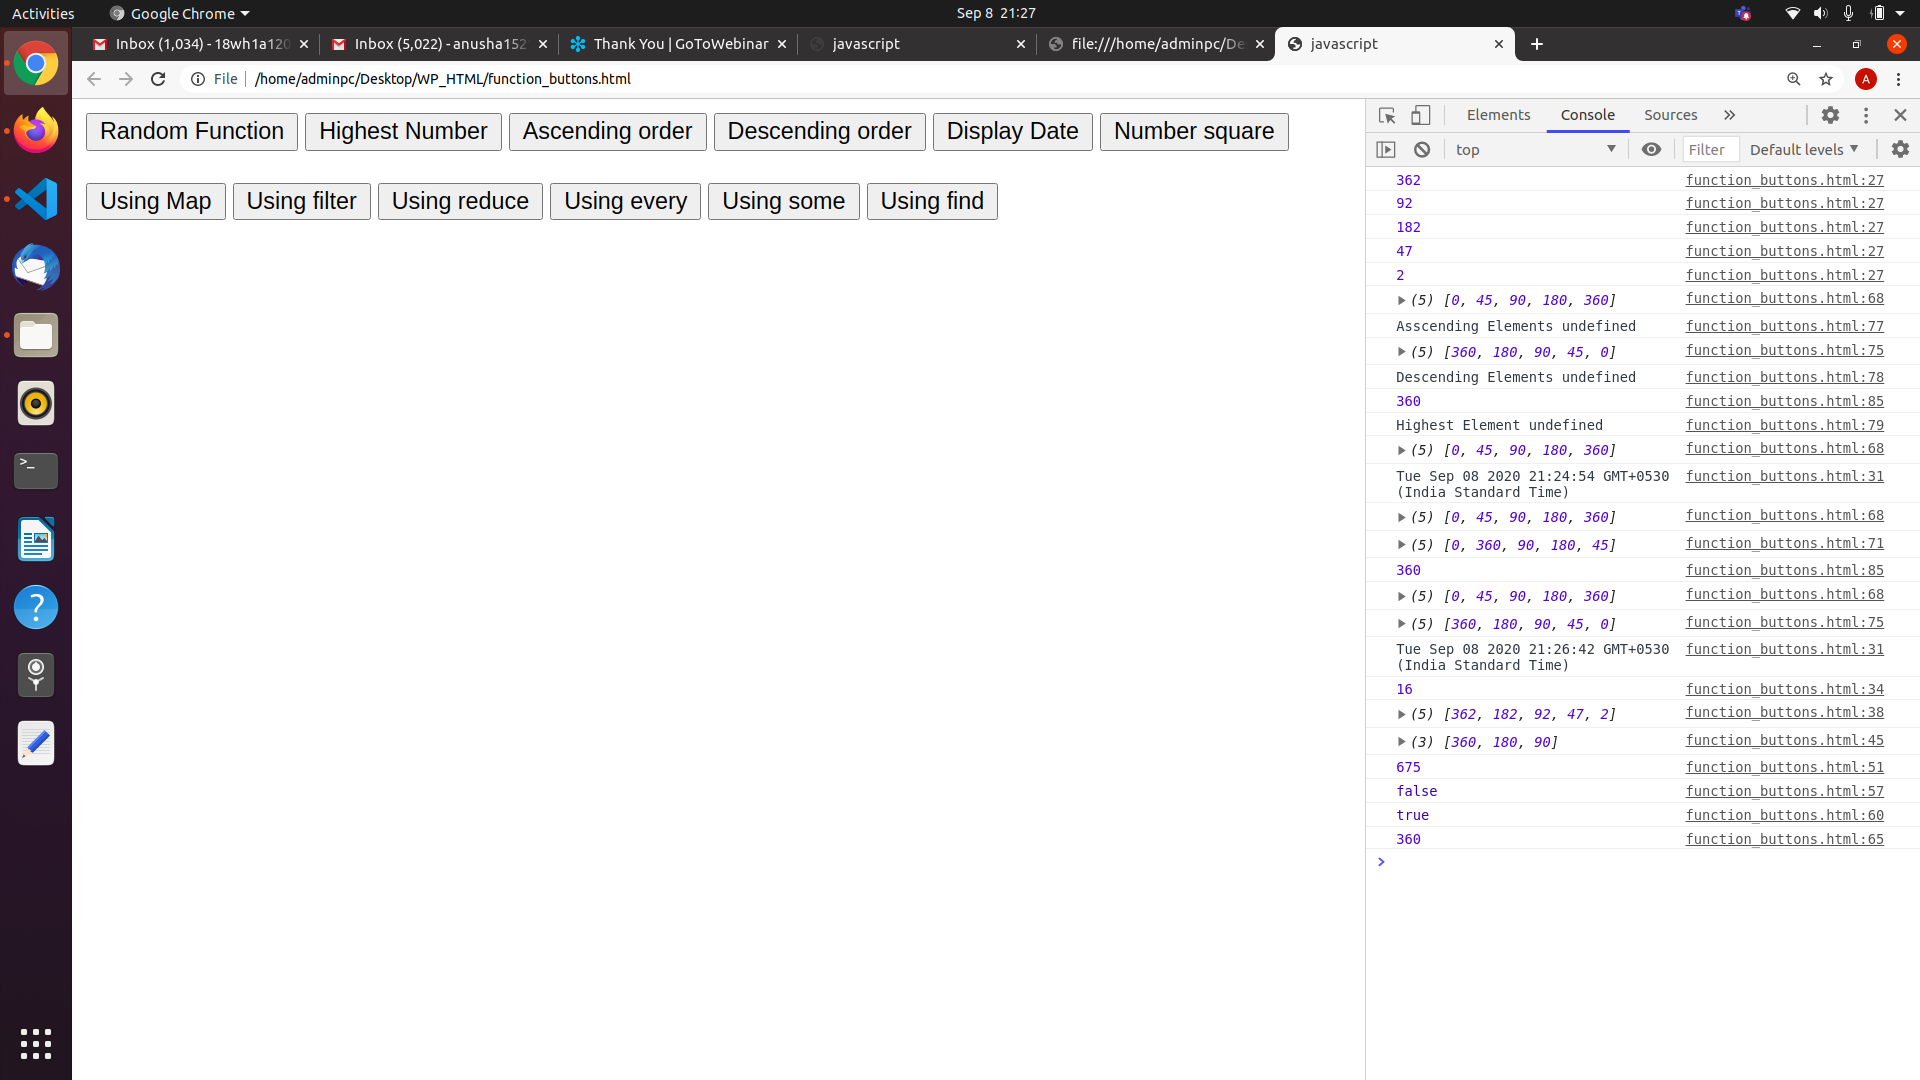 Activities
Google Chrome
Sep 8 21:27
Inbox (1,034) - 18wh1a120
Inbox (5,022) - anusha152
Thank You | GoToWebinar
javascript
file:///home/adminpc/De
javascript
File
/home/adminpc/Desktop/WP_HTML/function_buttons.html
A
Random Function
Highest Number
Ascending order
Descending order
Display Date
Number square
Using Map
Using filter
Using reduce
Using every
Using some
Using find
Elements
Console
Sources
top
Filter
Default levels
362 function_buttons.html:27
92 function_buttons.html:27
182 function_buttons.html:27
47 function_buttons.html:27
2 function_buttons.html:27
(5) [0, 45, 90, 180, 360] function_buttons.html:68
Asscending Elements undefined function_buttons.html:77
(5) [360, 180, 90, 45, 0] function_buttons.html:75
Descending Elements undefined function_buttons.html:78
360 function_buttons.html:85
Highest Element undefined function_buttons.html:79
(5) [0, 45, 90, 180, 360] function_buttons.html:68
Tue Sep 08 2020 21:24:54 GMT+0530 function_buttons.html:31
(India Standard Time)
(5) [0, 45, 90, 180, 360] function_buttons.html:68
(5) [0, 360, 90, 180, 45] function_buttons.html:71
360 function_buttons.html:85
(5) [0, 45, 90, 180, 360] function_buttons.html:68
(5) [360, 180, 90, 45, 0] function_buttons.html:75
Tue Sep 08 2020 21:26:42 GMT+0530 function_buttons.html:31
(India Standard Time)
16 function_buttons.html:34
(5) [362, 182, 92, 47, 2] function_buttons.html:38
(3) [360, 180, 90] function_buttons.html:45
675 function_buttons.html:51
false function_buttons.html:57
true function_buttons.html:60
360 function_buttons.html:65